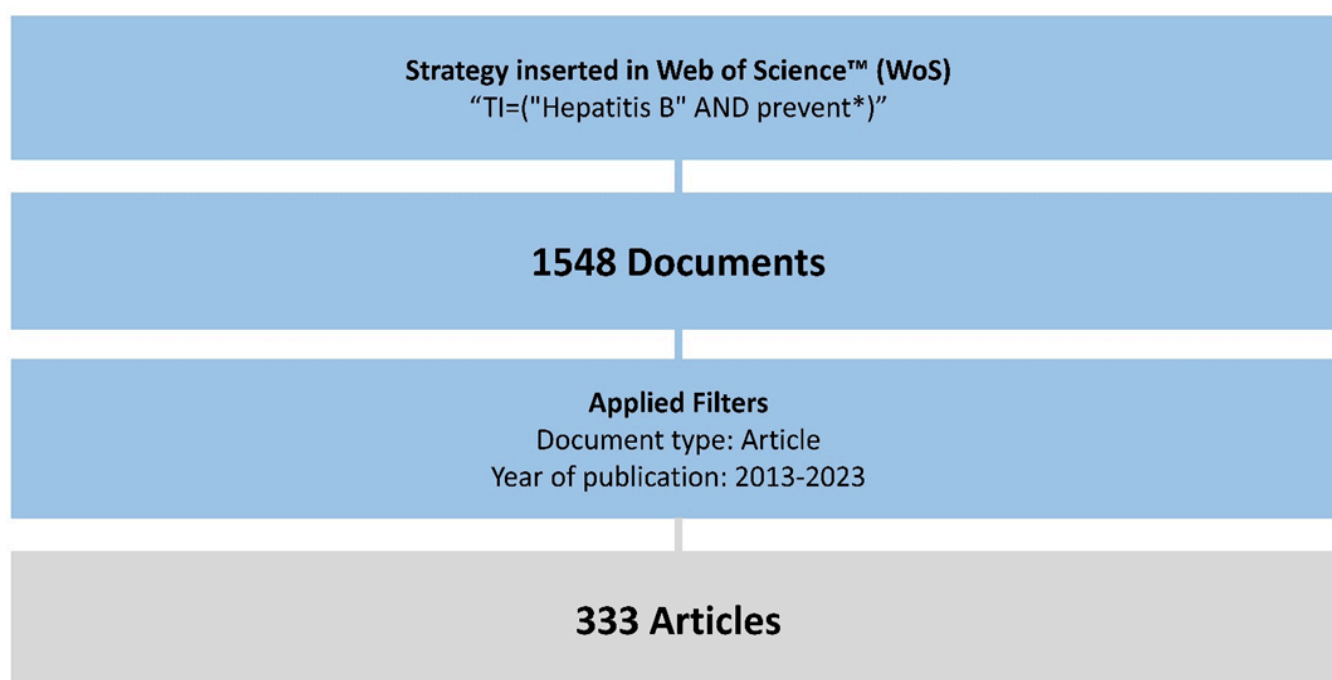 Strategy inserted in Web of Science™ (WoS)
“TI=("Hepatitis B" AND prevent*)”
1548 Documents
Applied Filters
Document type: Article
Year of publication: 2013-2023
333 Articles